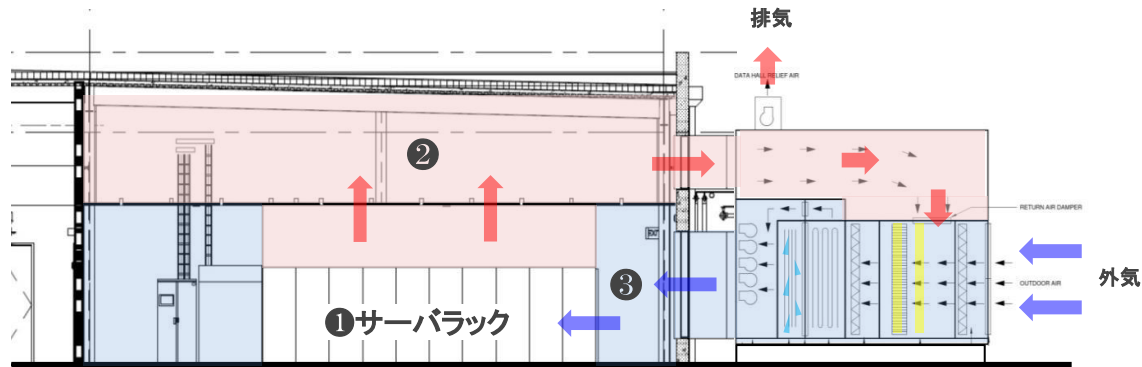 排気
DATA HALL RELIEF AIR
❷
RETURN AIR DAMPER
EXIT
❸
外気
OUTDOOR AIR
❶サーバラック